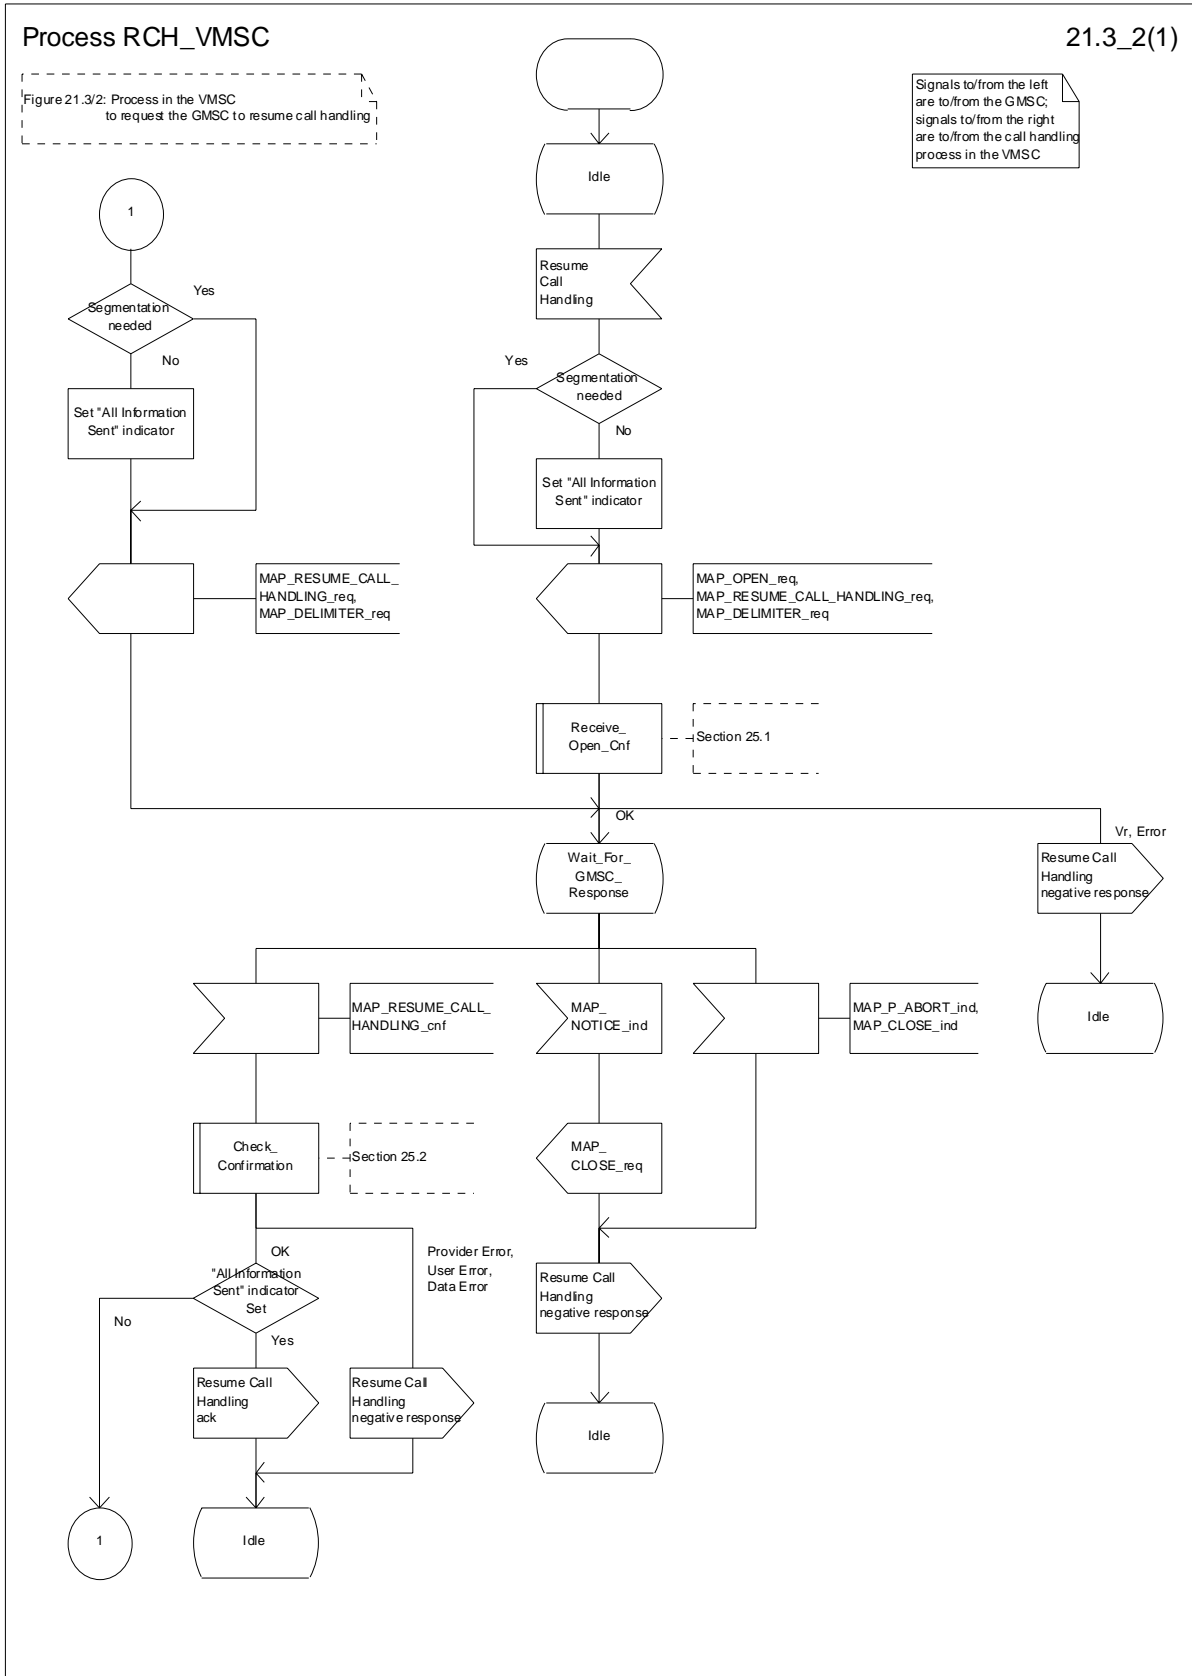 Process RCH_VMSC
21.3_2(1)
Figure 21.3/2: Process in the VMSC
to request the GMSC to resume call handling
Signals to/from the left
are to/from the GMSC;
signals to/from the right
are to/from the call handling
process in the VMSC
Idle
1
Resume
Call
Handling
Yes
Segmentation
needed
No
Yes
Segmentation
needed
No
Set "All Information
Sent" indicator
Set "All Information
Sent" indicator
MAP_RESUME_CALL_
HANDLING_req,
MAP_DELIMITER_req
MAP_OPEN_req,
MAP_RESUME_CALL_HANDLING_req,
MAP_DELIMITER_req
Receive_
Open_Cnf
Section 25.1
OK
Vr, Error
Wait_For_
GMSC_
Response
Resume Call
Handling
negative response
MAP_RESUME_CALL_
HANDLING_cnf
MAP_
NOTICE_ind
MAP_P_ABORT_ind,
MAP_CLOSE_ind
Idle
Check_
Confirmation
Section 25.2
MAP_
CLOSE_req
OK
Provider Error,
User Error,
Data Error
"All Information
Sent" indicator
Set
No
Yes
Resume Call
Handling
negative response
Resume Call
Handling
ack
Resume Call
Handling
negative response
Idle
1
Idle